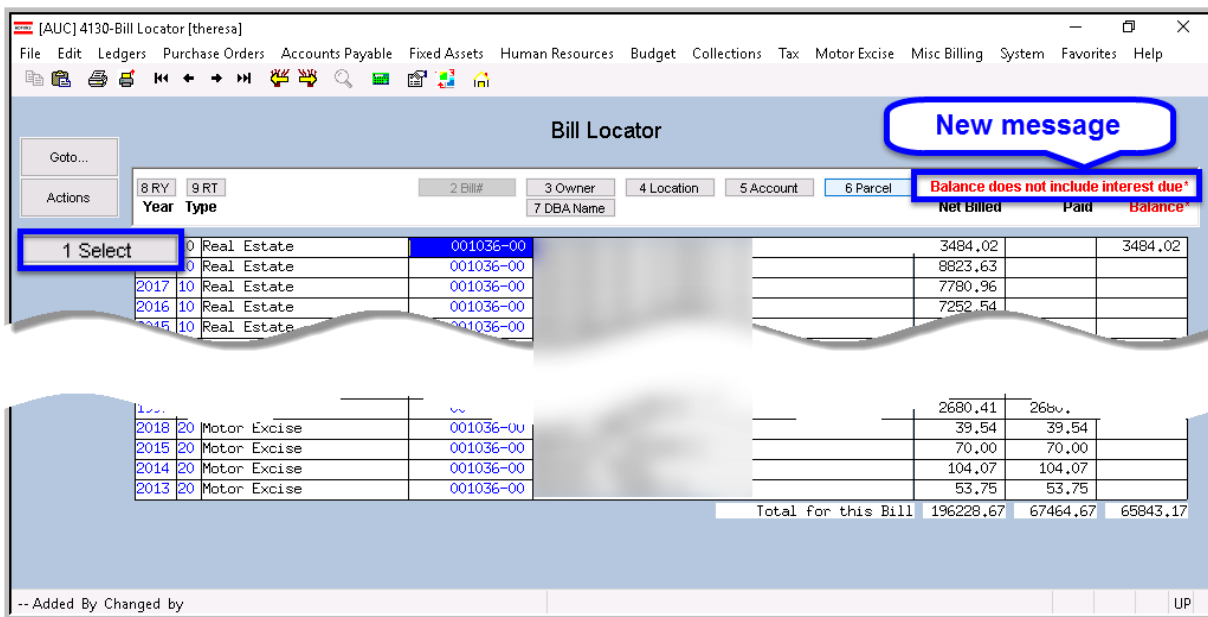 [AUC] 4130-Bill Locator [theresa]
File Edit Ledgers Purchase Orders Accounts Payable Fixed Assets Human Resources Budget Collections Tax Motor Excise Misc Billing System Favorites Help
Bill Locator
New message
Goto...
Actions
8 RY 9 RT 2 Bill# 3 Owner 4 Location 5 Account 6 Parcel Balance does not include interest due*
Year Type 7 DBA Name Net Billed Paid Balance*
1 Select
0 Real Estate 001036-00 3484.02 3484.02
0 Real Estate 001036-00 8823.63
2017 10 Real Estate 001036-00 7780.96
2016 10 Real Estate 001036-00 7252.54
2015 10 Real Estate 001036-00
2680.41
2018 20 Motor Excise 001036-00 39.54 39.54
2015 20 Motor Excise 001036-00 70.00 70.00
2014 20 Motor Excise 001036-00 104.07 104.07
2013 20 Motor Excise 001036-00 53.75 53.75
Total for this Bill 196228.67 67464.67 65843.17
-- Added By Changed by UP